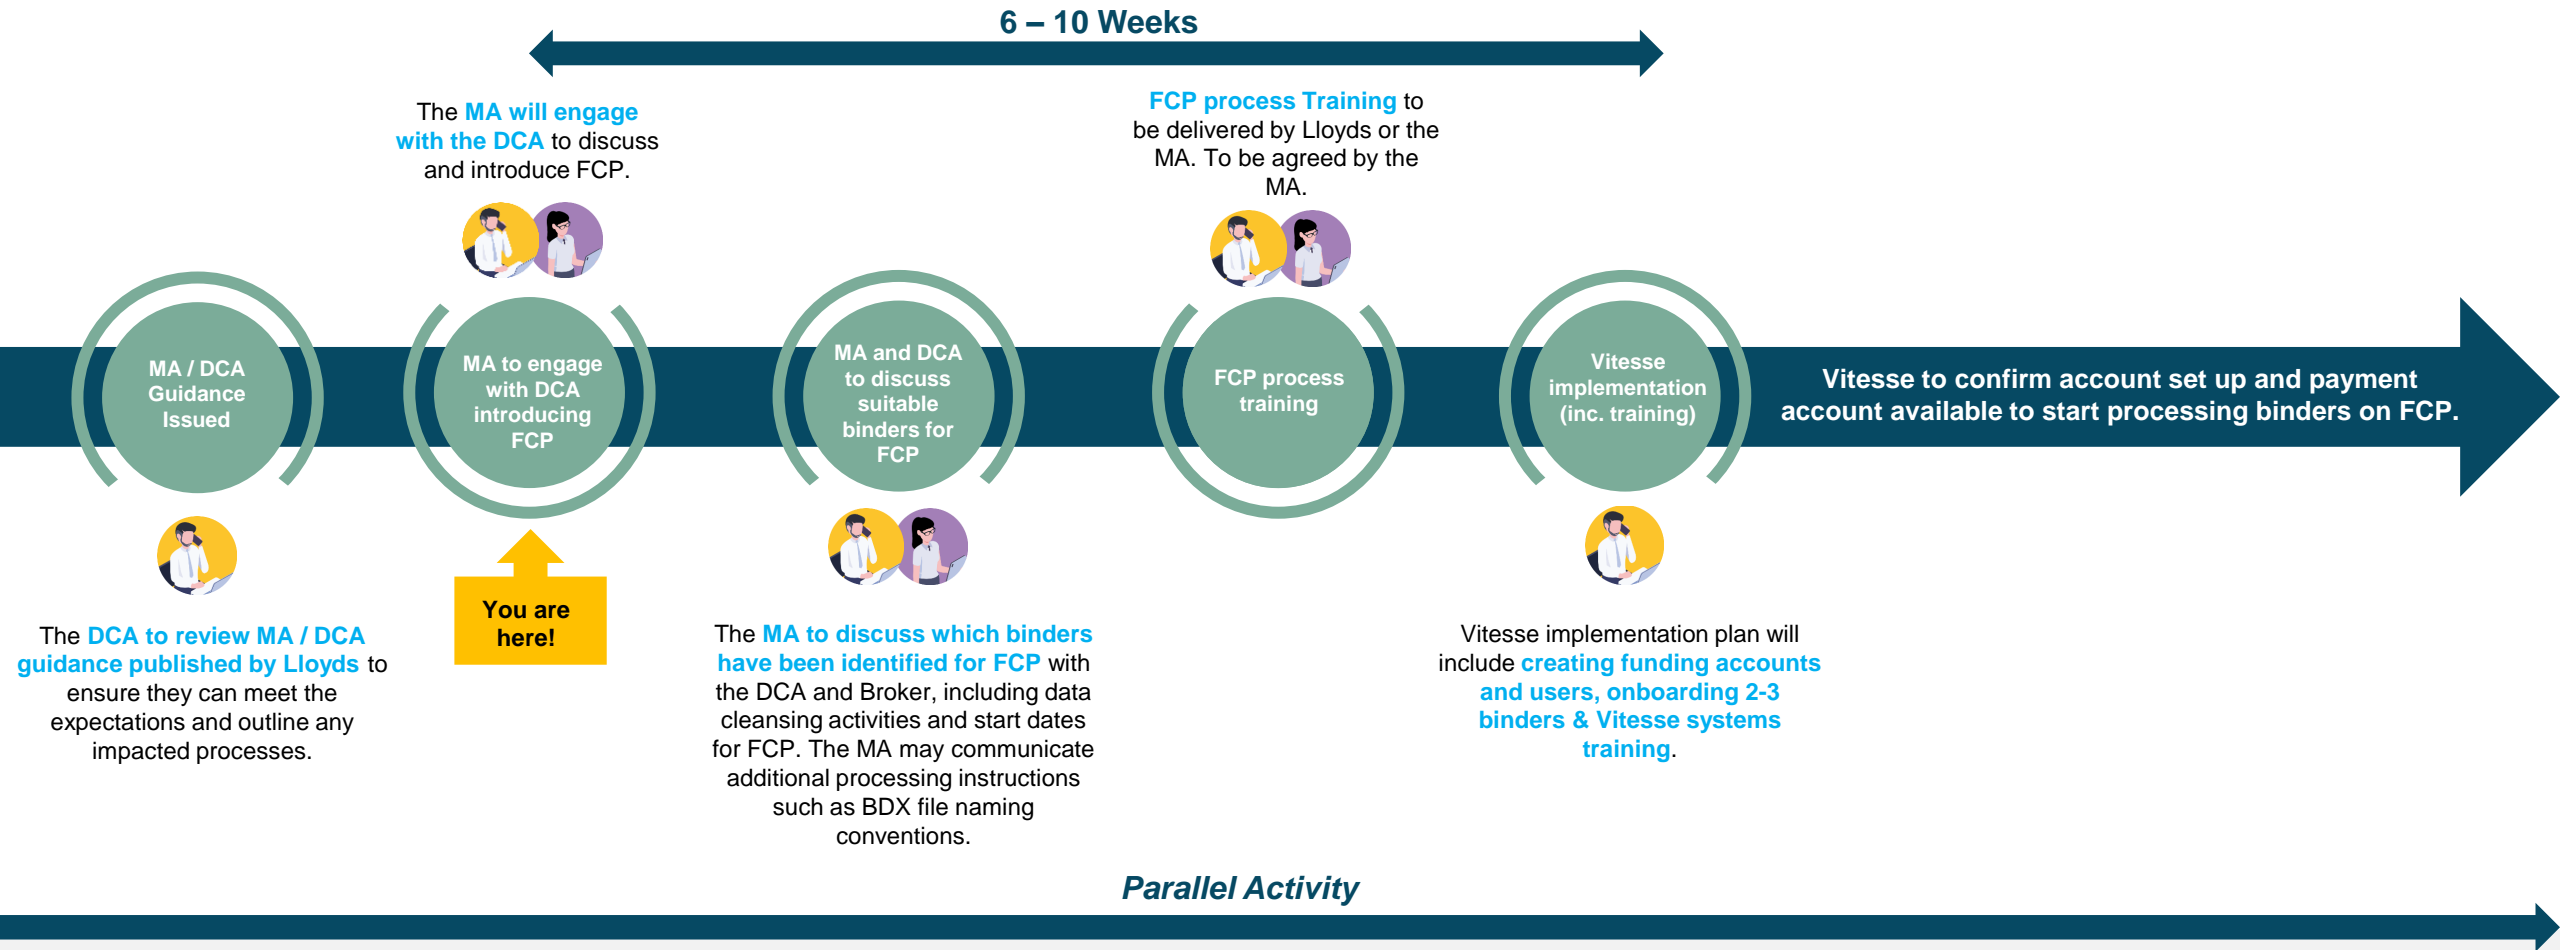 6 – 10 Weeks
The MA will engage
with the DCA to discuss
and introduce FCP.
FCP process Training to
be delivered by Lloyds or the
MA. To be agreed by the
MA.
MA / DCA
Guidance
Issued
MA to engage
with DCA
introducing
FCP
MA and DCA
to discuss
suitable
binders for
FCP
FCP process
training
Vitesse
implementation
(inc. training)
Vitesse to confirm account set up and payment
account available to start processing binders on FCP.
The DCA to review MA / DCA
guidance published by Lloyds to
ensure they can meet the
expectations and outline any
impacted processes.
You are
here!
The MA to discuss which binders
have been identified for FCP with
the DCA and Broker, including data
cleansing activities and start dates
for FCP. The MA may communicate
additional processing instructions
such as BDX file naming
conventions.
Vitesse implementation plan will
include creating funding accounts
and users, onboarding 2-3
binders & Vitesse systems
training.
Parallel Activity